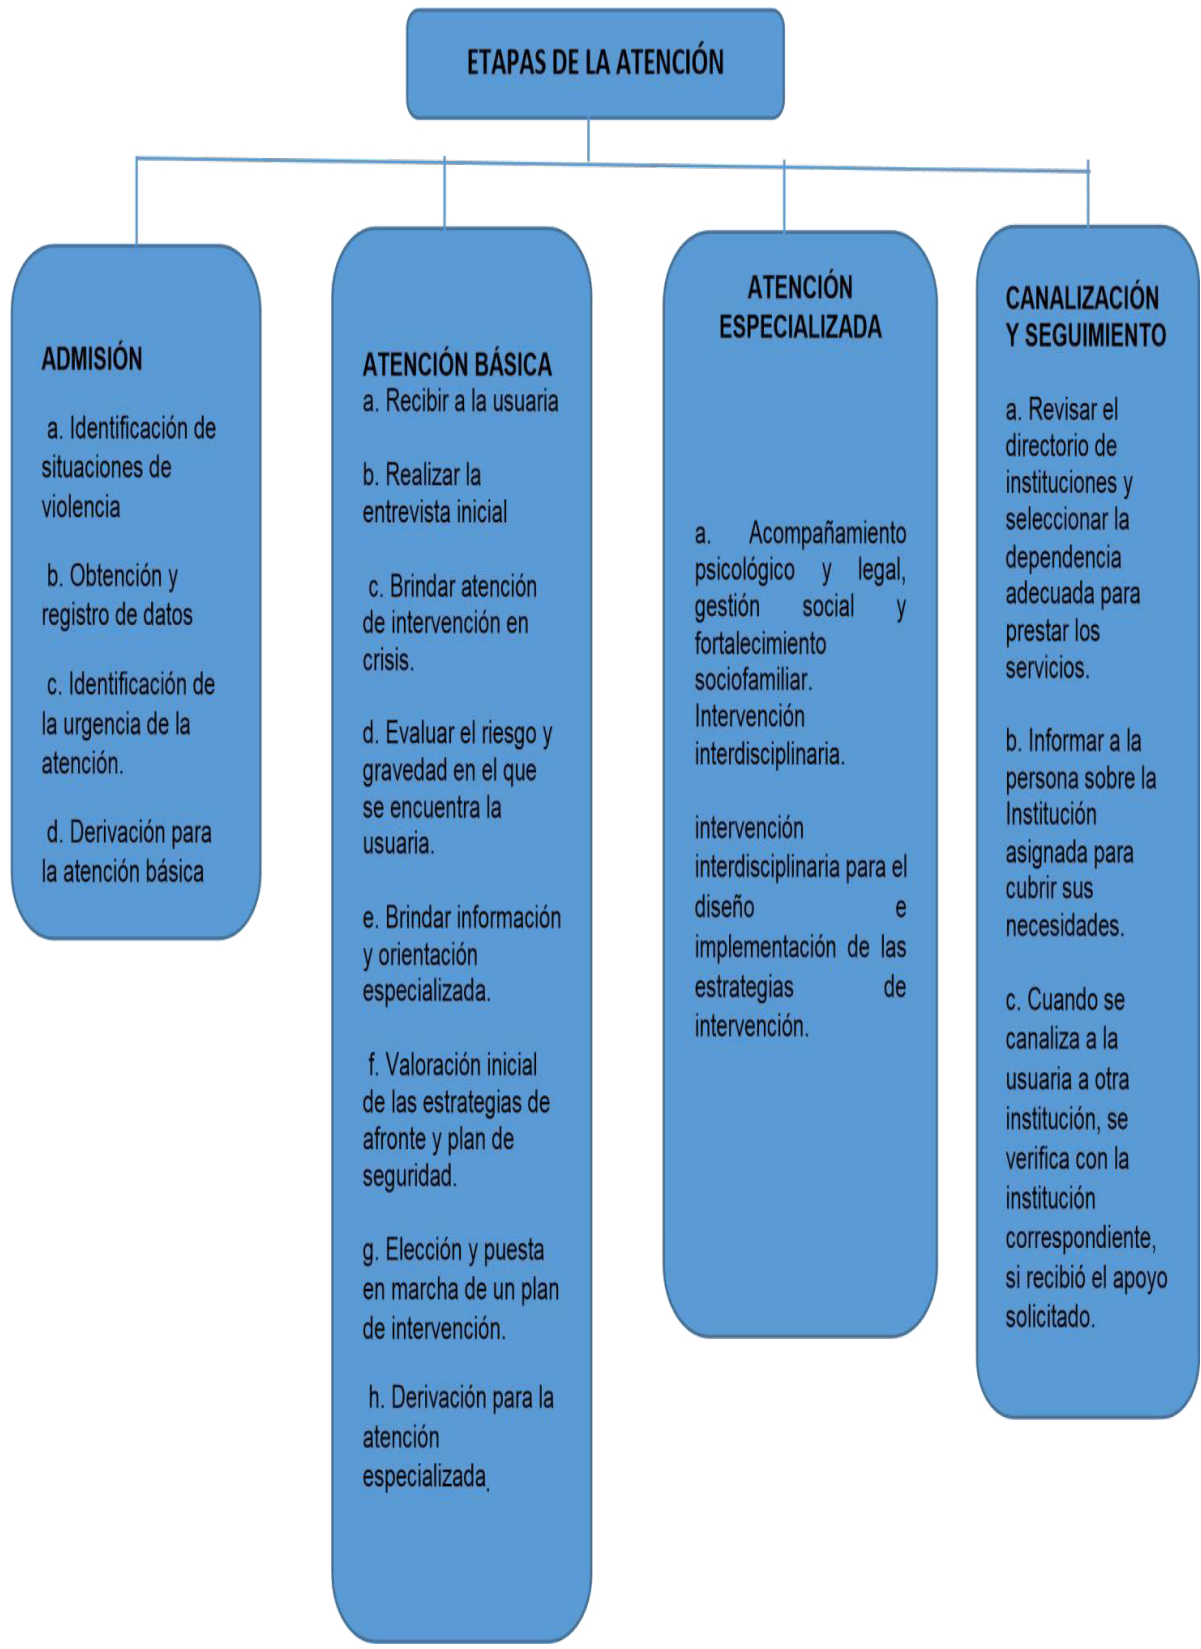 ETAPAS DE LA ATENCIÓN
ADMISIÓN
a. Identificación de
situaciones de
violencia
b. Obtención y
registro de datos
c. Identificación de
la urgencia de la
atención.
d. Derivación para
la atención básica
ATENCIÓN BÁSICA
a. Recibir a la usuaria
b. Realizar la
entrevista inicial
c. Brindar atención
de intervención en
crisis.
d. Evaluar el riesgo y
gravedad en el que
se encuentra la
usuaria.
e. Brindar información
y orientación
especializada.
f. Valoración inicial
de las estrategias de
afronte y plan de
seguridad.
g. Elección y puesta
en marcha de un plan
de intervención.
h. Derivación para la
atención
especializada.
ATENCIÓN
ESPECIALIZADA
a. Acompañamiento
psicológico y legal,
gestión social y
fortalecimiento
sociofamiliar.
Intervención
interdisciplinaria.
intervención
interdisciplinaria para el
diseño e
implementación de las
estrategias de
intervención.
CANALIZACIÓN
Y SEGUIMIENTO
a. Revisar el
directorio de
instituciones y
seleccionar la
dependencia
adecuada para
prestar los
servicios.
b. Informar a la
persona sobre la
Institución
asignada para
cubrir sus
necesidades.
c. Cuando se
canaliza a la
usuaria a otra
institución, se
verifica con la
institución
correspondiente,
si recibió el apoyo
solicitado.